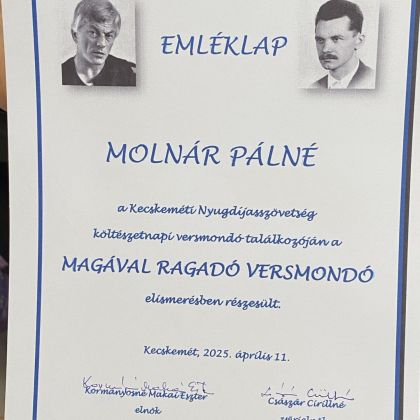 EMLÉKLAP
MOLNÁR PÁLNÉ
a Kecskeméti Nyugdíjasszövetség
költészetnapi versmondó találkozóján a
MAGÁVAL RAGADÓ VERSMONDÓ
elismerésben részesült.
Kecskemét, 2025. április 11.
Kormányosné Makai Eszter
Császár Cirillné
elnök